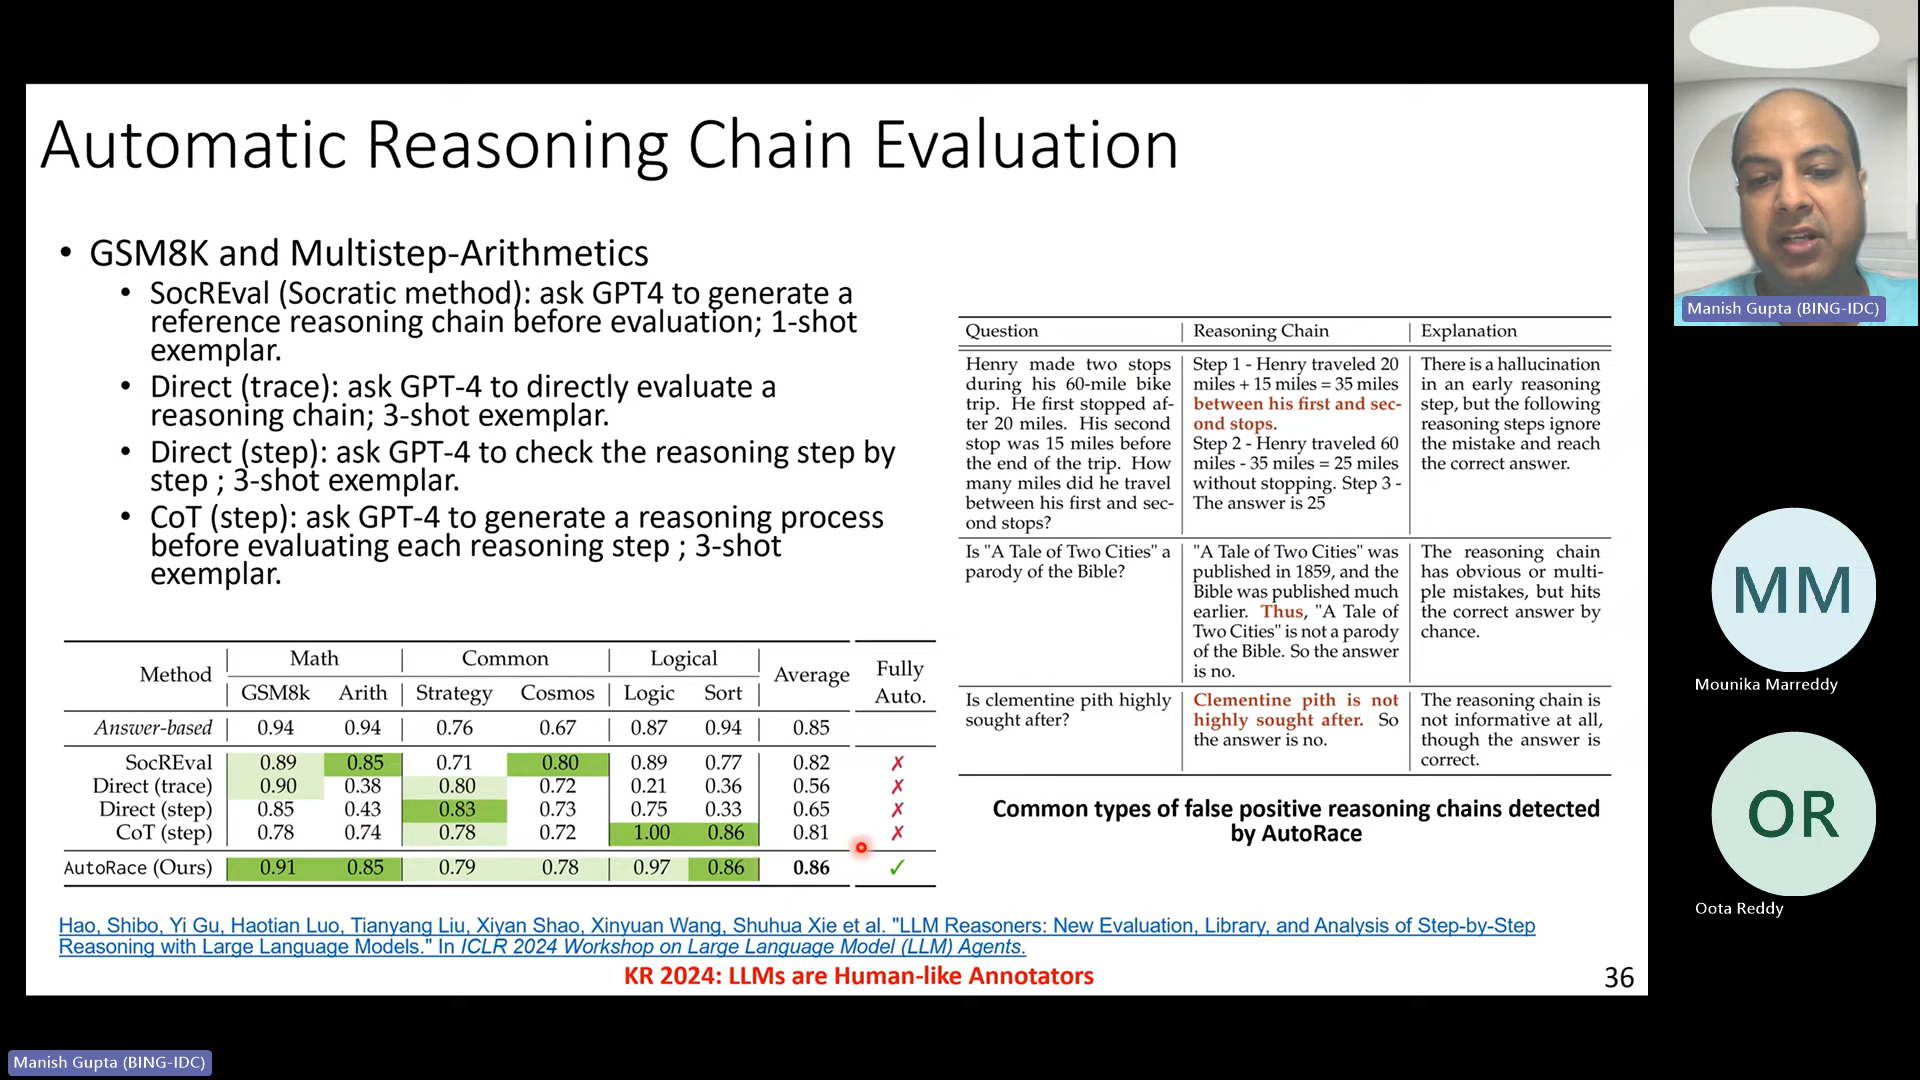 Automatic Reasoning Chain Evaluation
• GSM8K and Multistep-Arithmetics
• SocREval (Socratic method): ask GPT4 to generate a
reference reasoning chain before evaluation; 1-shot
exemplar.
• Direct (trace): ask GPT-4 to directly evaluate a
reasoning chain; 3-shot exemplar.
• Direct (step): ask GPT-4 to check the reasoning step by
step ; 3-shot exemplar.
• CoT (step): ask GPT-4 to generate a reasoning process
before evaluating each reasoning step ; 3-shot
exemplar.
Method Math Common Logical Average Fully
Auto.
GSM8k Arith Strategy Cosmos Logic Sort
Answer-based 0.94 0.94 0.76 0.67 0.87 0.94 0.85
SocREval 0.89 0.85 0.71 0.80 0.89 0.77 0.82 ✗
Direct (trace) 0.90 0.38 0.80 0.72 0.21 0.36 0.56 ✗
Direct (step) 0.85 0.43 0.83 0.73 0.75 0.33 0.65 ✗
CoT (step) 0.78 0.74 0.78 0.72 1.00 0.86 0.81 ✗
AutoRace (Ours) 0.91 0.85 0.79 0.78 0.97 0.86 0.86 ✓
Question Reasoning Chain Explanation
Henry made two stops
during his 60-mile bike
trip. He first stopped af-
ter 20 miles. His second
stop was 15 miles before
the end of the trip. How
many miles did he travel
between his first and sec-
ond stops?
Step 1 - Henry traveled 20
miles + 15 miles = 35 miles
between his first and sec-
ond stops.
Step 2 - Henry traveled 60
miles - 35 miles = 25 miles
without stopping. Step 3 -
The answer is 25
There is a hallucination
in an early reasoning
step, but the following
reasoning steps ignore
the mistake and reach
the correct answer.
Is "A Tale of Two Cities" a
parody of the Bible?
"A Tale of Two Cities" was
published in 1859, and the
Bible was published much
earlier. Thus, "A Tale of
Two Cities" is not a parody
of the Bible. So the answer
is no.
The reasoning chain
has obvious or multi-
ple mistakes, but hits
the correct answer by
chance.
Is clementine pith highly
sought after?
Clementine pith is not
highly sought after. So
the answer is no.
The reasoning chain is
not informative at all,
though the answer is
correct.
Common types of false positive reasoning chains detected
by AutoRace
Hao, Shibo, Yi Gu, Haotian Luo, Tianyang Liu, Xiyan Shao, Xinyuan Wang, Shuhua Xie et al. "LLM Reasoners: New Evaluation, Library, and Analysis of Step-by-Step
Reasoning with Large Language Models." In ICLR 2024 Workshop on Large Language Model (LLM) Agents.
KR 2024: LLMs are Human-like Annotators
36
Manish Gupta (BING-IDC)
MM
Mounika Marreddy
OR
Oota Reddy
Manish Gupta (BING-IDC)